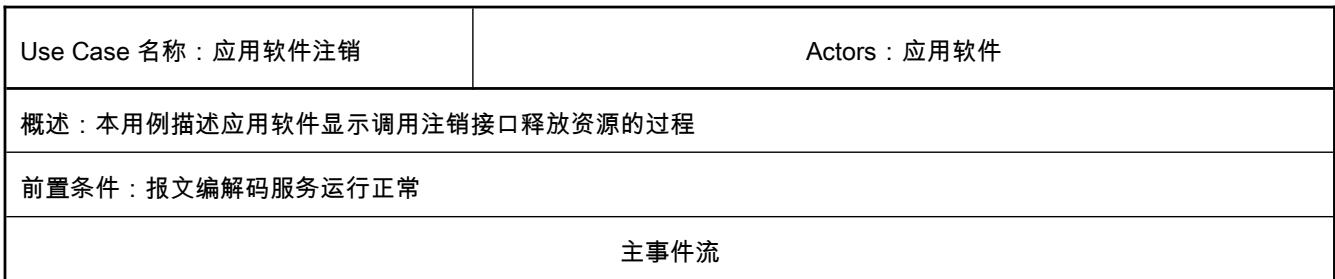 Use Case 名称：应用软件注销
Actors：应用软件
概述：本用例描述应用软件显示调用注销接口释放资源的过程
前置条件：报文编解码服务运行正常
主事件流